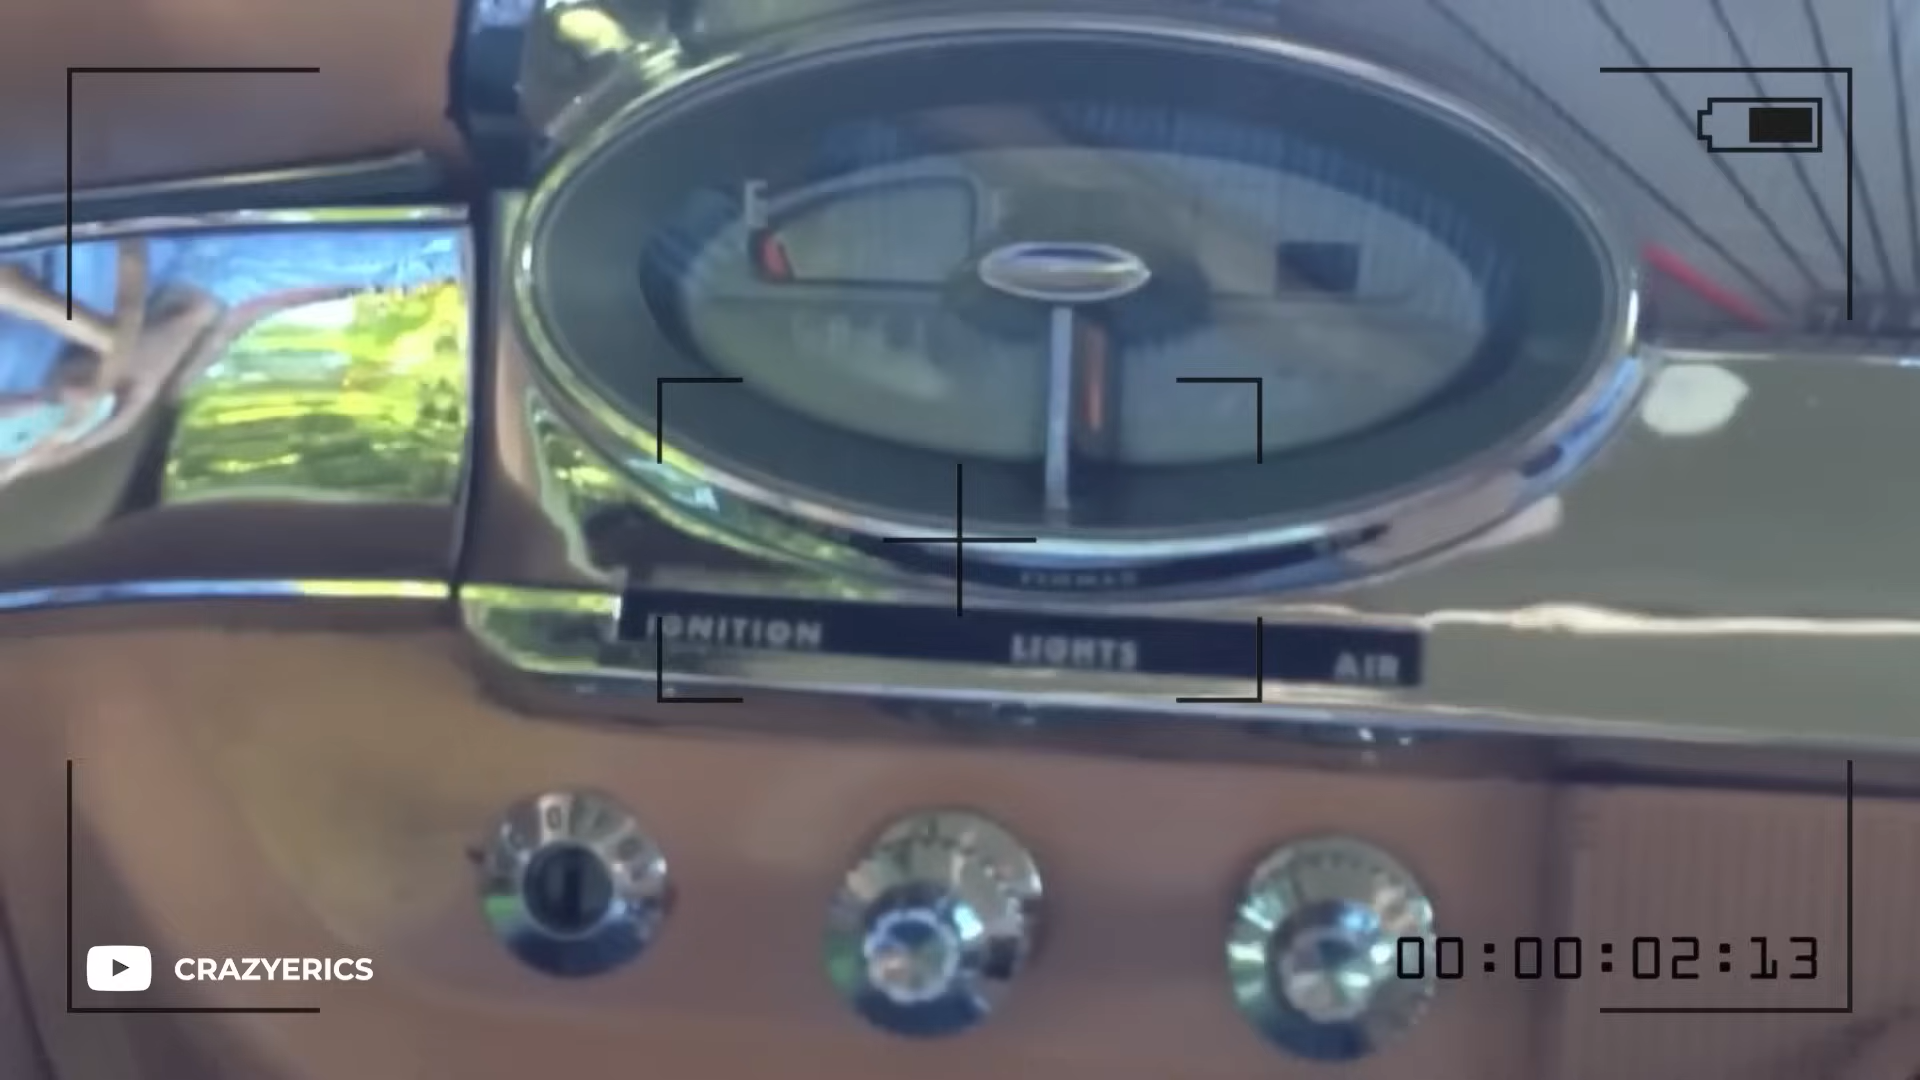 E
IGNITION
LIGHTS
AIR
CRAZYERICS
00:00:02:13